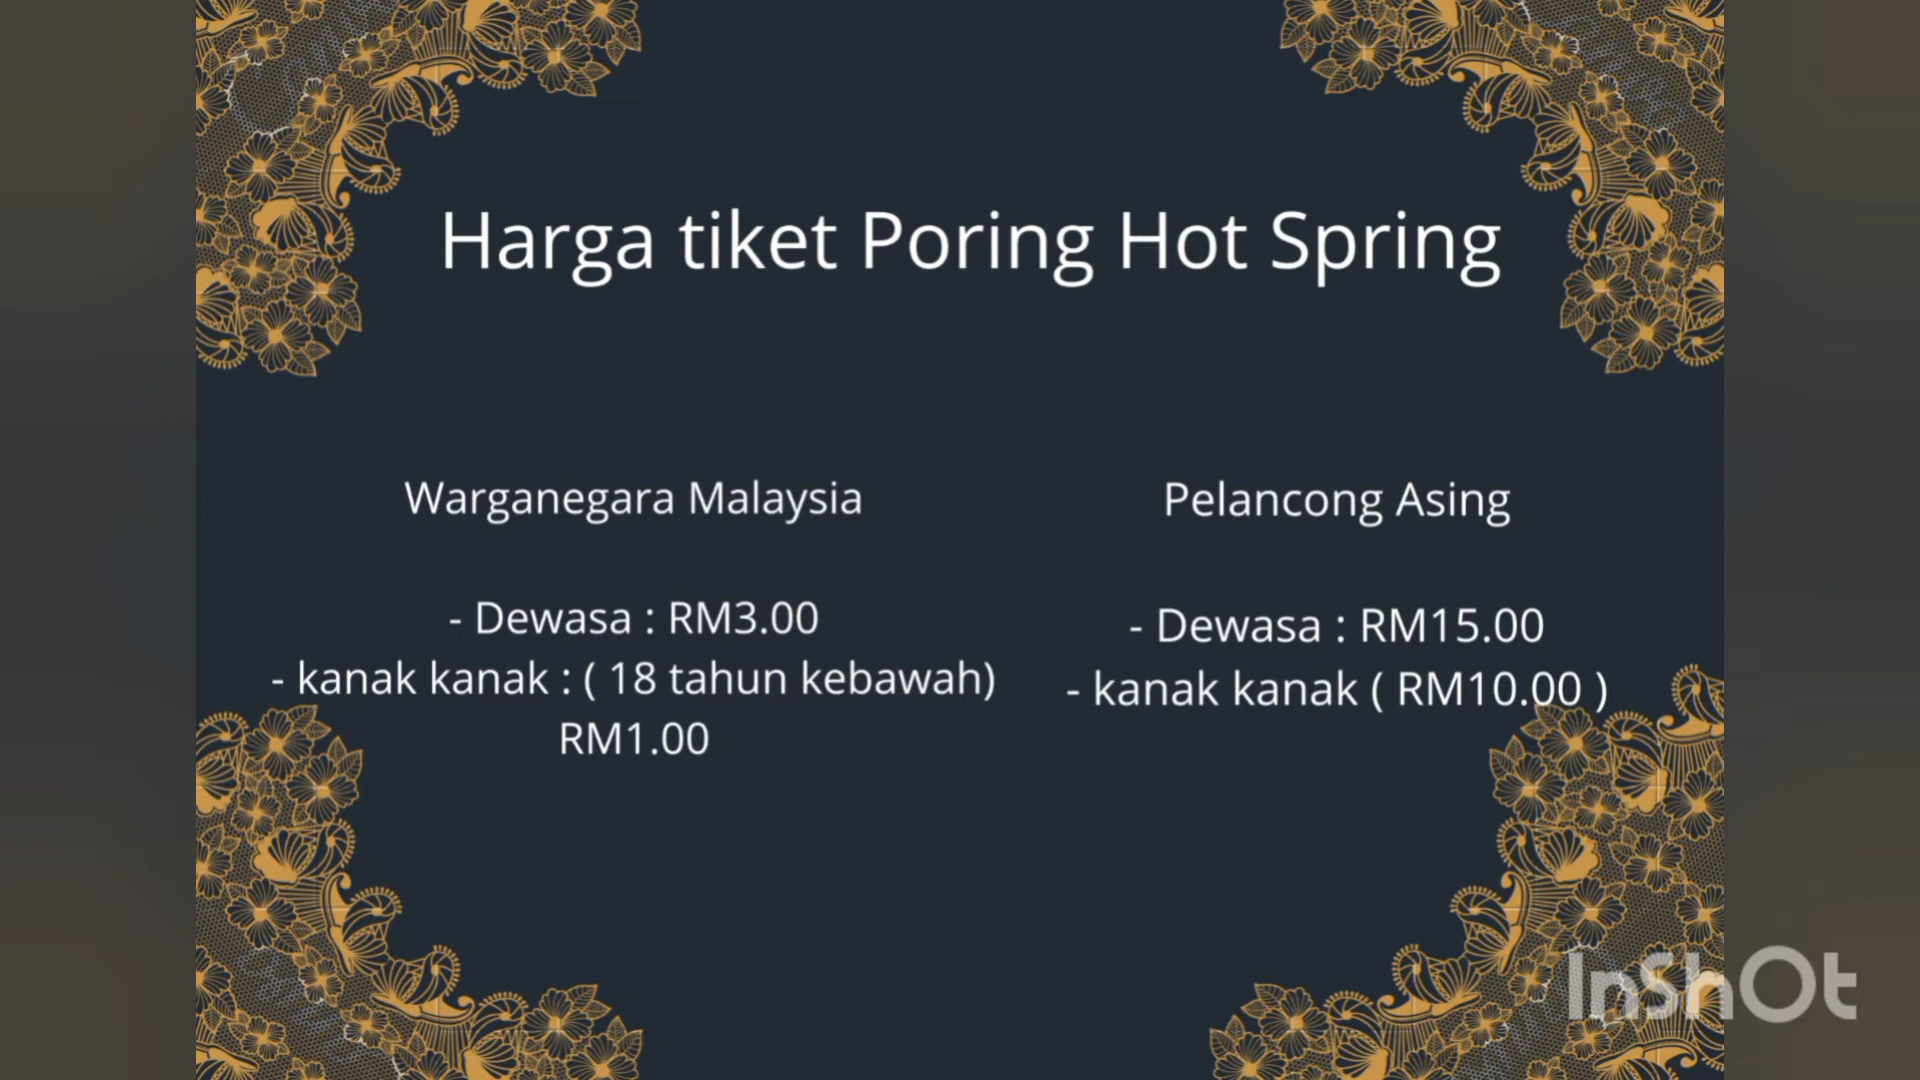 Harga tiket Poring Hot Spring
Warganegara Malaysia
- Dewasa : RM3.00
- kanak kanak : ( 18 tahun kebawah)
RM1.00
Pelancong Asing
- Dewasa : RM15.00
- kanak kanak ( RM10.00 )
InShOt